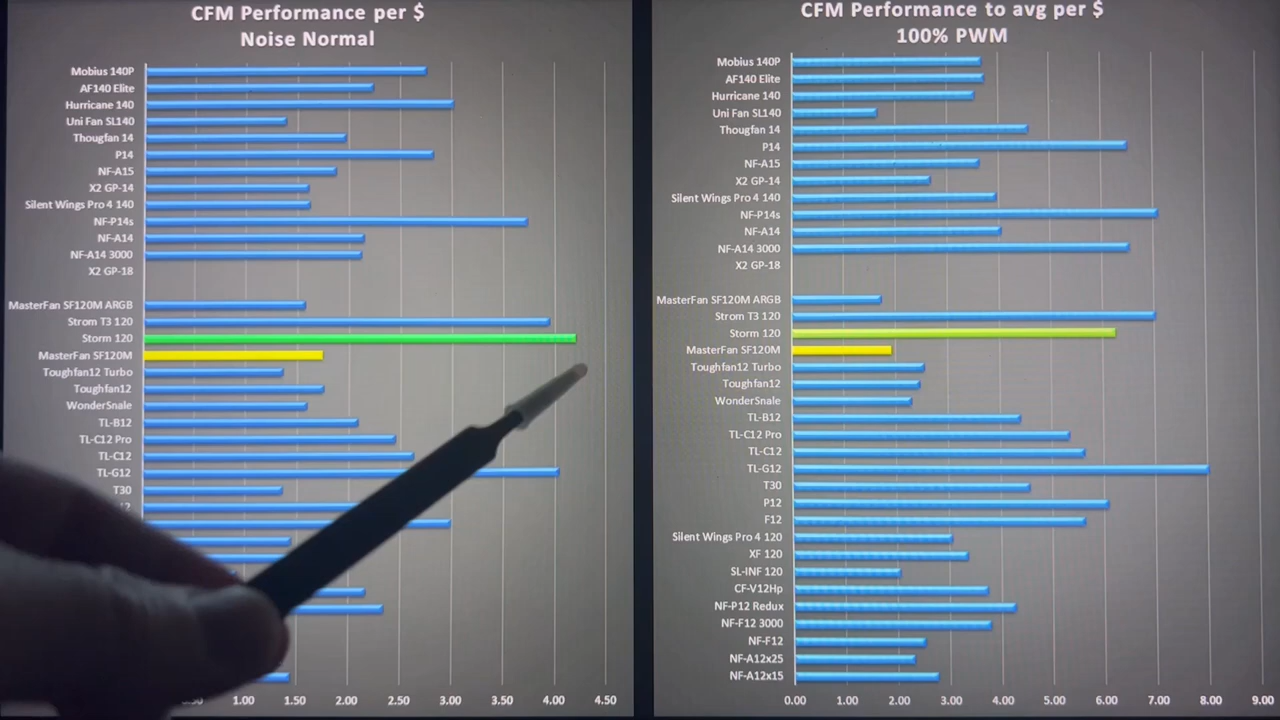 CFM Performance per $
Noise Normal
Mobius 140P
AF140 Elite
Hurricane 140
Uni Fan SL140
Thougfan 14
P14
NF-A15
X2 GP-14
Silent Wings Pro 4 140
NF-P14s
NF-A14
NF-A14 3000
X2 GP-18
MasterFan SF120M ARGB
Strom T3 120
Storm 120
MasterFan SF120M
Toughfan12 Turbo
Toughfan12
WonderSnale
TL-B12
TL-C12 Pro
TL-C12
TL-G12
T30
1.00 1.50 2.00 2.50 3.00 3.50 4.00 4.50
CFM Performance to avg per $
100% PWM
Mobius 140P
AF140 Elite
Hurricane 140
Uni Fan SL140
Thougfan 14
P14
NF-A15
X2 GP-14
Silent Wings Pro 4 140
NF-P14s
NF-A14
NF-A14 3000
X2 GP-18
MasterFan SF120M ARGB
Strom T3 120
Storm 120
MasterFan SF120M
Toughfan12 Turbo
Toughfan12
WonderSnale
TL-B12
TL-C12 Pro
TL-C12
TL-G12
T30
P12
F12
Silent Wings Pro 4 120
XF 120
SL-INF 120
CF-V12Hp
NF-P12 Redux
NF-F12 3000
NF-F12
NF-A12x25
NF-A12x15
0.00 1.00 2.00 3.00 4.00 5.00 6.00 7.00 8.00 9.00